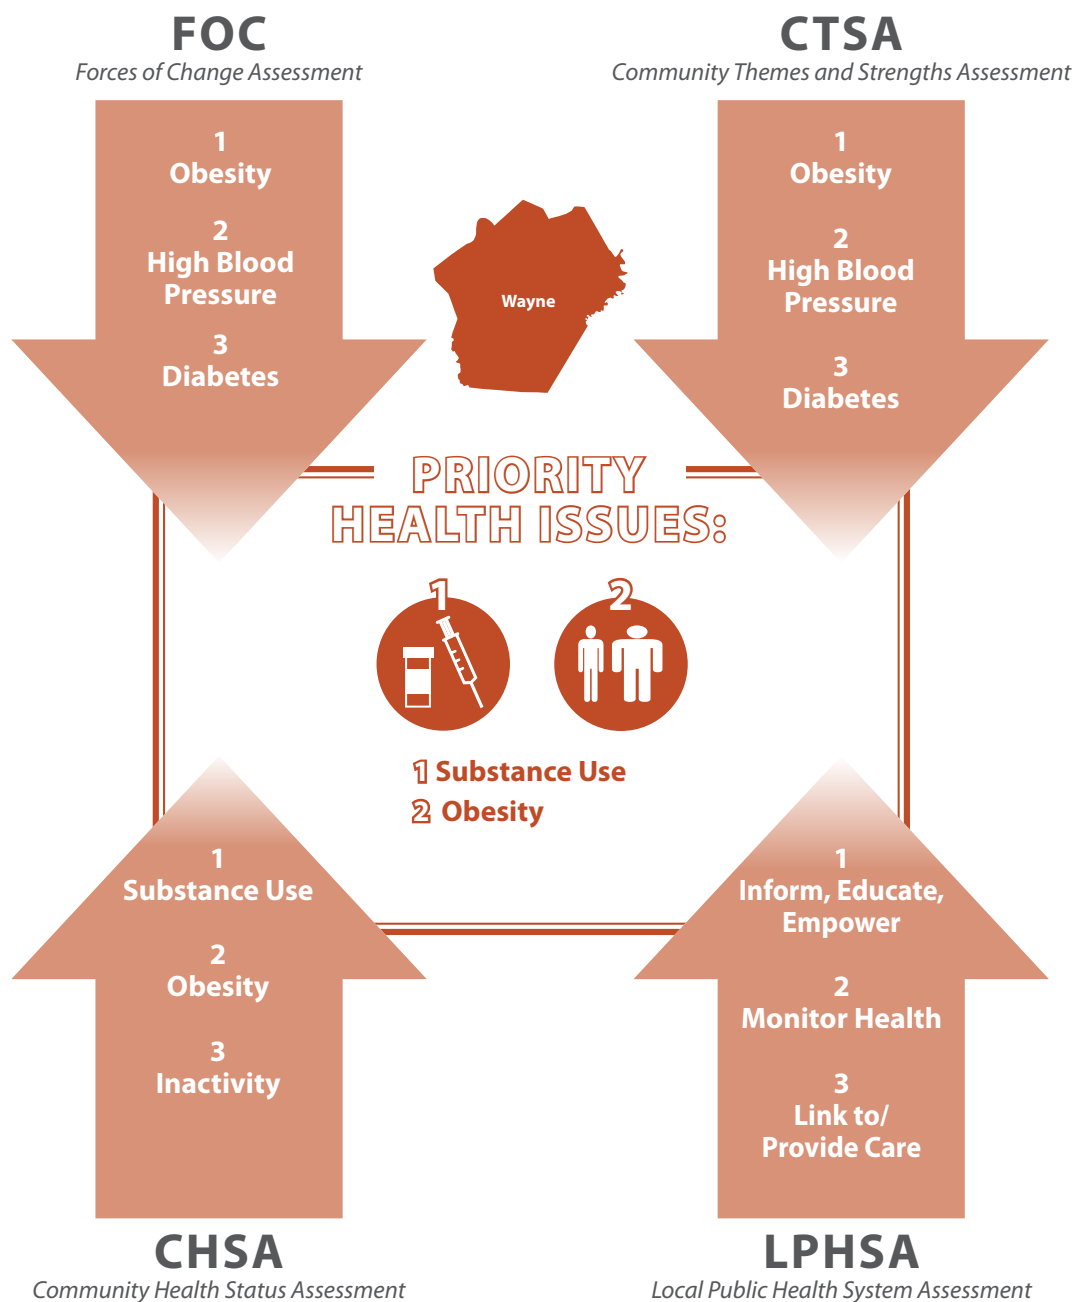 FOC
Forces of Change Assessment
1
Obesity
2
High Blood
Pressure
3
Diabetes
CTSA
Community Themes and Strengths Assessment
1
Obesity
2
High Blood
Pressure
3
Diabetes
Wayne
PRIORITY
HEALTH ISSUES:
1
2
1 Substance Use
2 Obesity
1
Substance Use
2
Obesity
3
Inactivity
CHSA
Community Health Status Assessment
1
Inform, Educate,
Empower
2
Monitor Health
3
Link to/
Provide Care
LPHSA
Local Public Health System Assessment